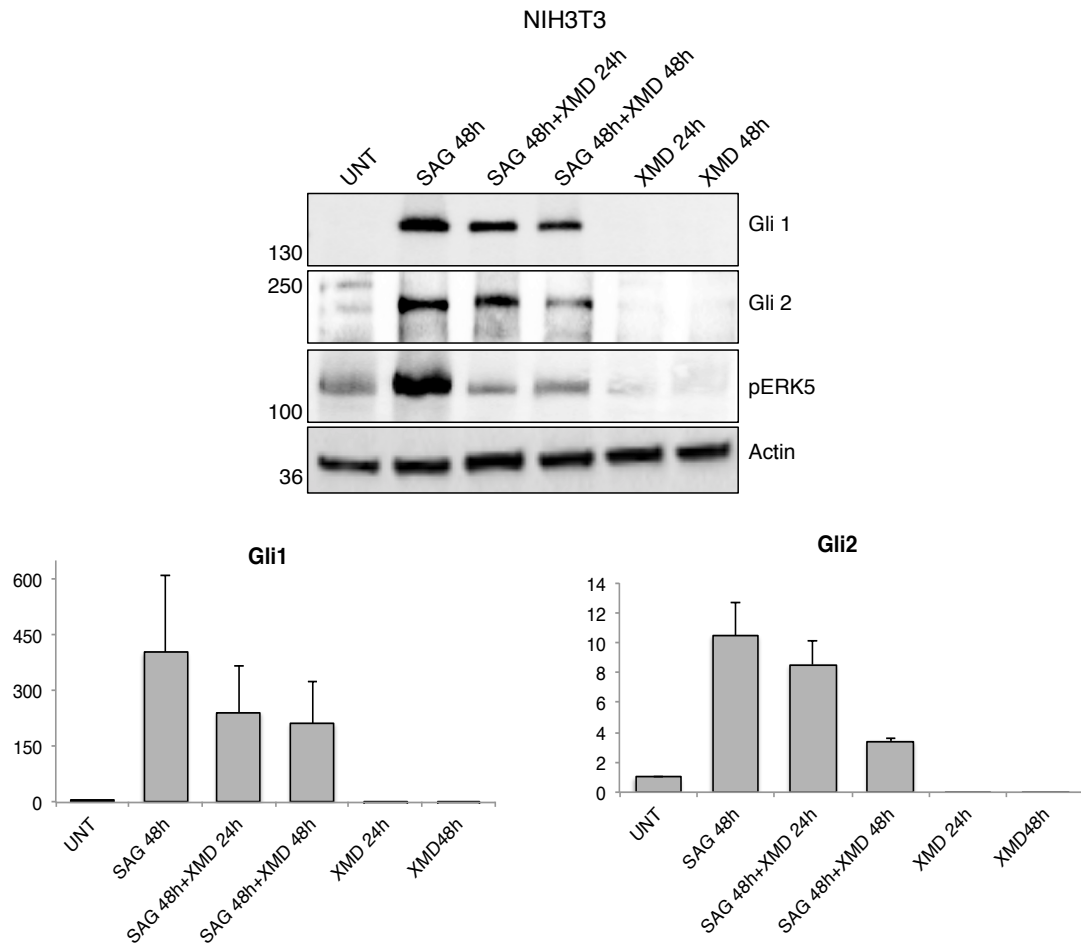 NIH3T3
UNT
SAG 48h
SAG 48h+XMD 24h
SAG 48h+XMD 48h
XMD 24h
XMD 48h
Gli 1
130
250
Gli 2
pERK5
100
Actin
36
Gli1
600
450
300
150
0
UNT
SAG 48h
SAG 48h+XMD 24h
SAG 48h+XMD 48h
XMD 24h
XMD48h
Gli2
14
12
10
8
6
4
2
0
UNT
SAG 48h
SAG 48h+XMD 24h
SAG 48h+XMD 48h
XMD 24h
XMD48h